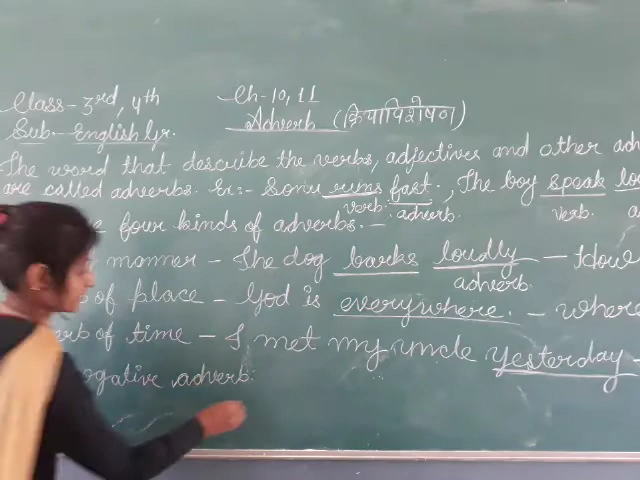 Class - 3rd, 4th
Ch - 10, 11
Sub - English Gr.
Adverb (क्रियाविशेषण)
The word that describe the verbs, adjectives and other
are called adverbs. Ex:- Sonu runs fast., The boy speak
verb. adverb. verb.
four kinds of adverbs. -
manner - The dog barks loudly - How
adverb
of place - God is everywhere. - where
of time - I met my uncle yesterday -
adverb: